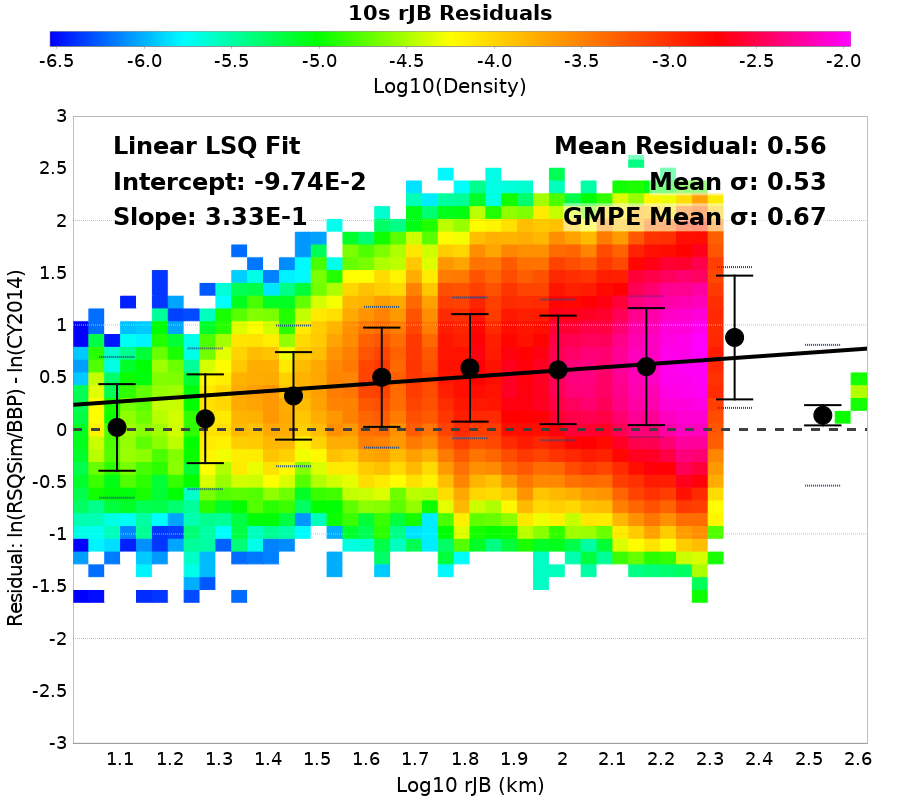 10s rJB Residuals
-6.5 -6.0 -5.5 -5.0 -4.5 -4.0 -3.5 -3.0 -2.5 -2.0
Log10(Density)
Linear LSQ Fit
Intercept: -9.74E-2
Slope: 3.33E-1
Mean Residual: 0.56
Mean σ: 0.53
GMPE Mean σ: 0.67
Residual: ln(RSQSim/BBP) - ln(CY2014)
3
2.5
2
1.5
1
0.5
0
-0.5
-1
-1.5
-2
-2.5
-3
1.1 1.2 1.3 1.4 1.5 1.6 1.7 1.8 1.9 2 2.1 2.2 2.3 2.4 2.5 2.6
Log10 rJB (km)